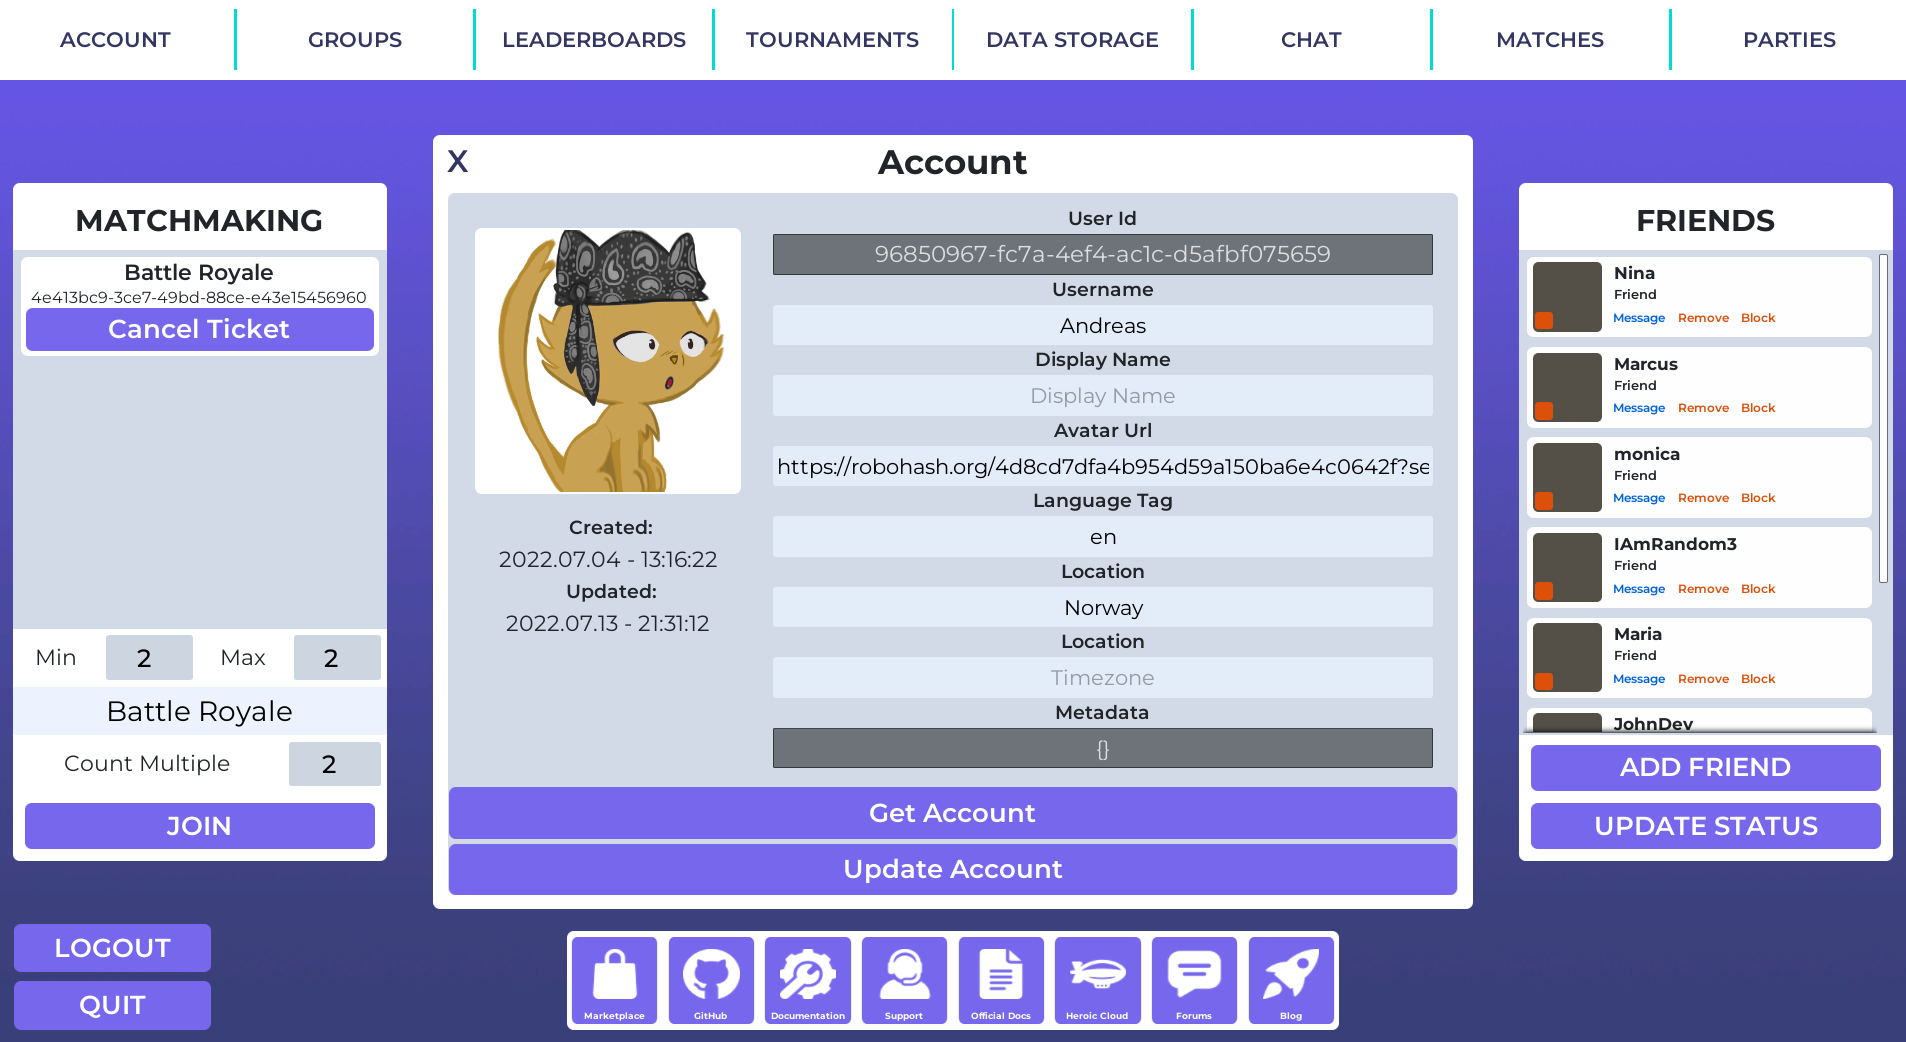 ACCOUNT
GROUPS
LEADERBOARDS
TOURNAMENTS
DATA STORAGE
CHAT
MATCHES
PARTIES
MATCHMAKING
Battle Royale
4e413bc9-3ce7-49bd-88ce-e43e15456960
Cancel Ticket
Min 2 Max 2
Battle Royale
Count Multiple 2
JOIN
LOGOUT
QUIT
X
Account
Created:
2022.07.04 - 13:16:22
Updated:
2022.07.13 - 21:31:12
User Id
96850967-fc7a-4ef4-ac1c-d5afbf075659
Username
Andreas
Display Name
Display Name
Avatar Url
https://robohash.org/4d8cd7dfa4b954d59a150ba6e4c0642f?se
Language Tag
en
Location
Norway
Location
Timezone
Metadata
{}
Get Account
Update Account
FRIENDS
Nina
Friend
Message Remove Block
Marcus
Friend
Message Remove Block
monica
Friend
Message Remove Block
IAmRandom3
Friend
Message Remove Block
Maria
Friend
Message Remove Block
JohnDev
ADD FRIEND
UPDATE STATUS
Marketplace
GitHub
Documentation
Support
Official Docs
Heroic Cloud
Forums
Blog